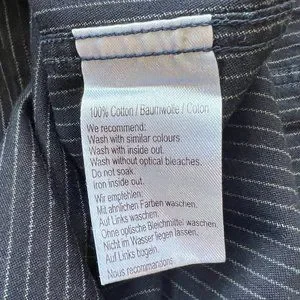 100% Cotton / Baumwolle / Coton
We recommend:
Wash with similar colours.
Wash with inside out.
Wash without optical bleaches.
Do not soak.
Iron inside out.
Wir empfehlen:
Mit ähnlichen Farben waschen.
Auf Links waschen.
Ohne optische Bleichmittel waschen.
Nicht im Wasser liegen lassen.
Auf Links bügeln.
Nous recommandons